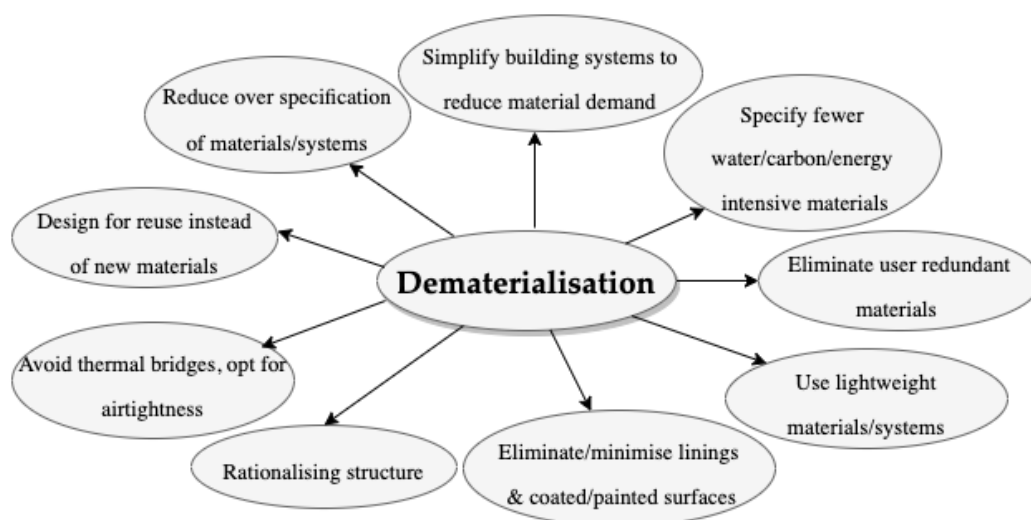 Simplify building systems to
reduce material demand
Reduce over specification
of materials/systems
Specify fewer
water/carbon/energy
intensive materials
Design for reuse instead
of new materials
Dematerialisation
Eliminate user redundant
materials
Avoid thermal bridges, opt for
airtightness
Use lightweight
materials/systems
Rationalising structure
Eliminate/minimise linings
& coated/painted surfaces